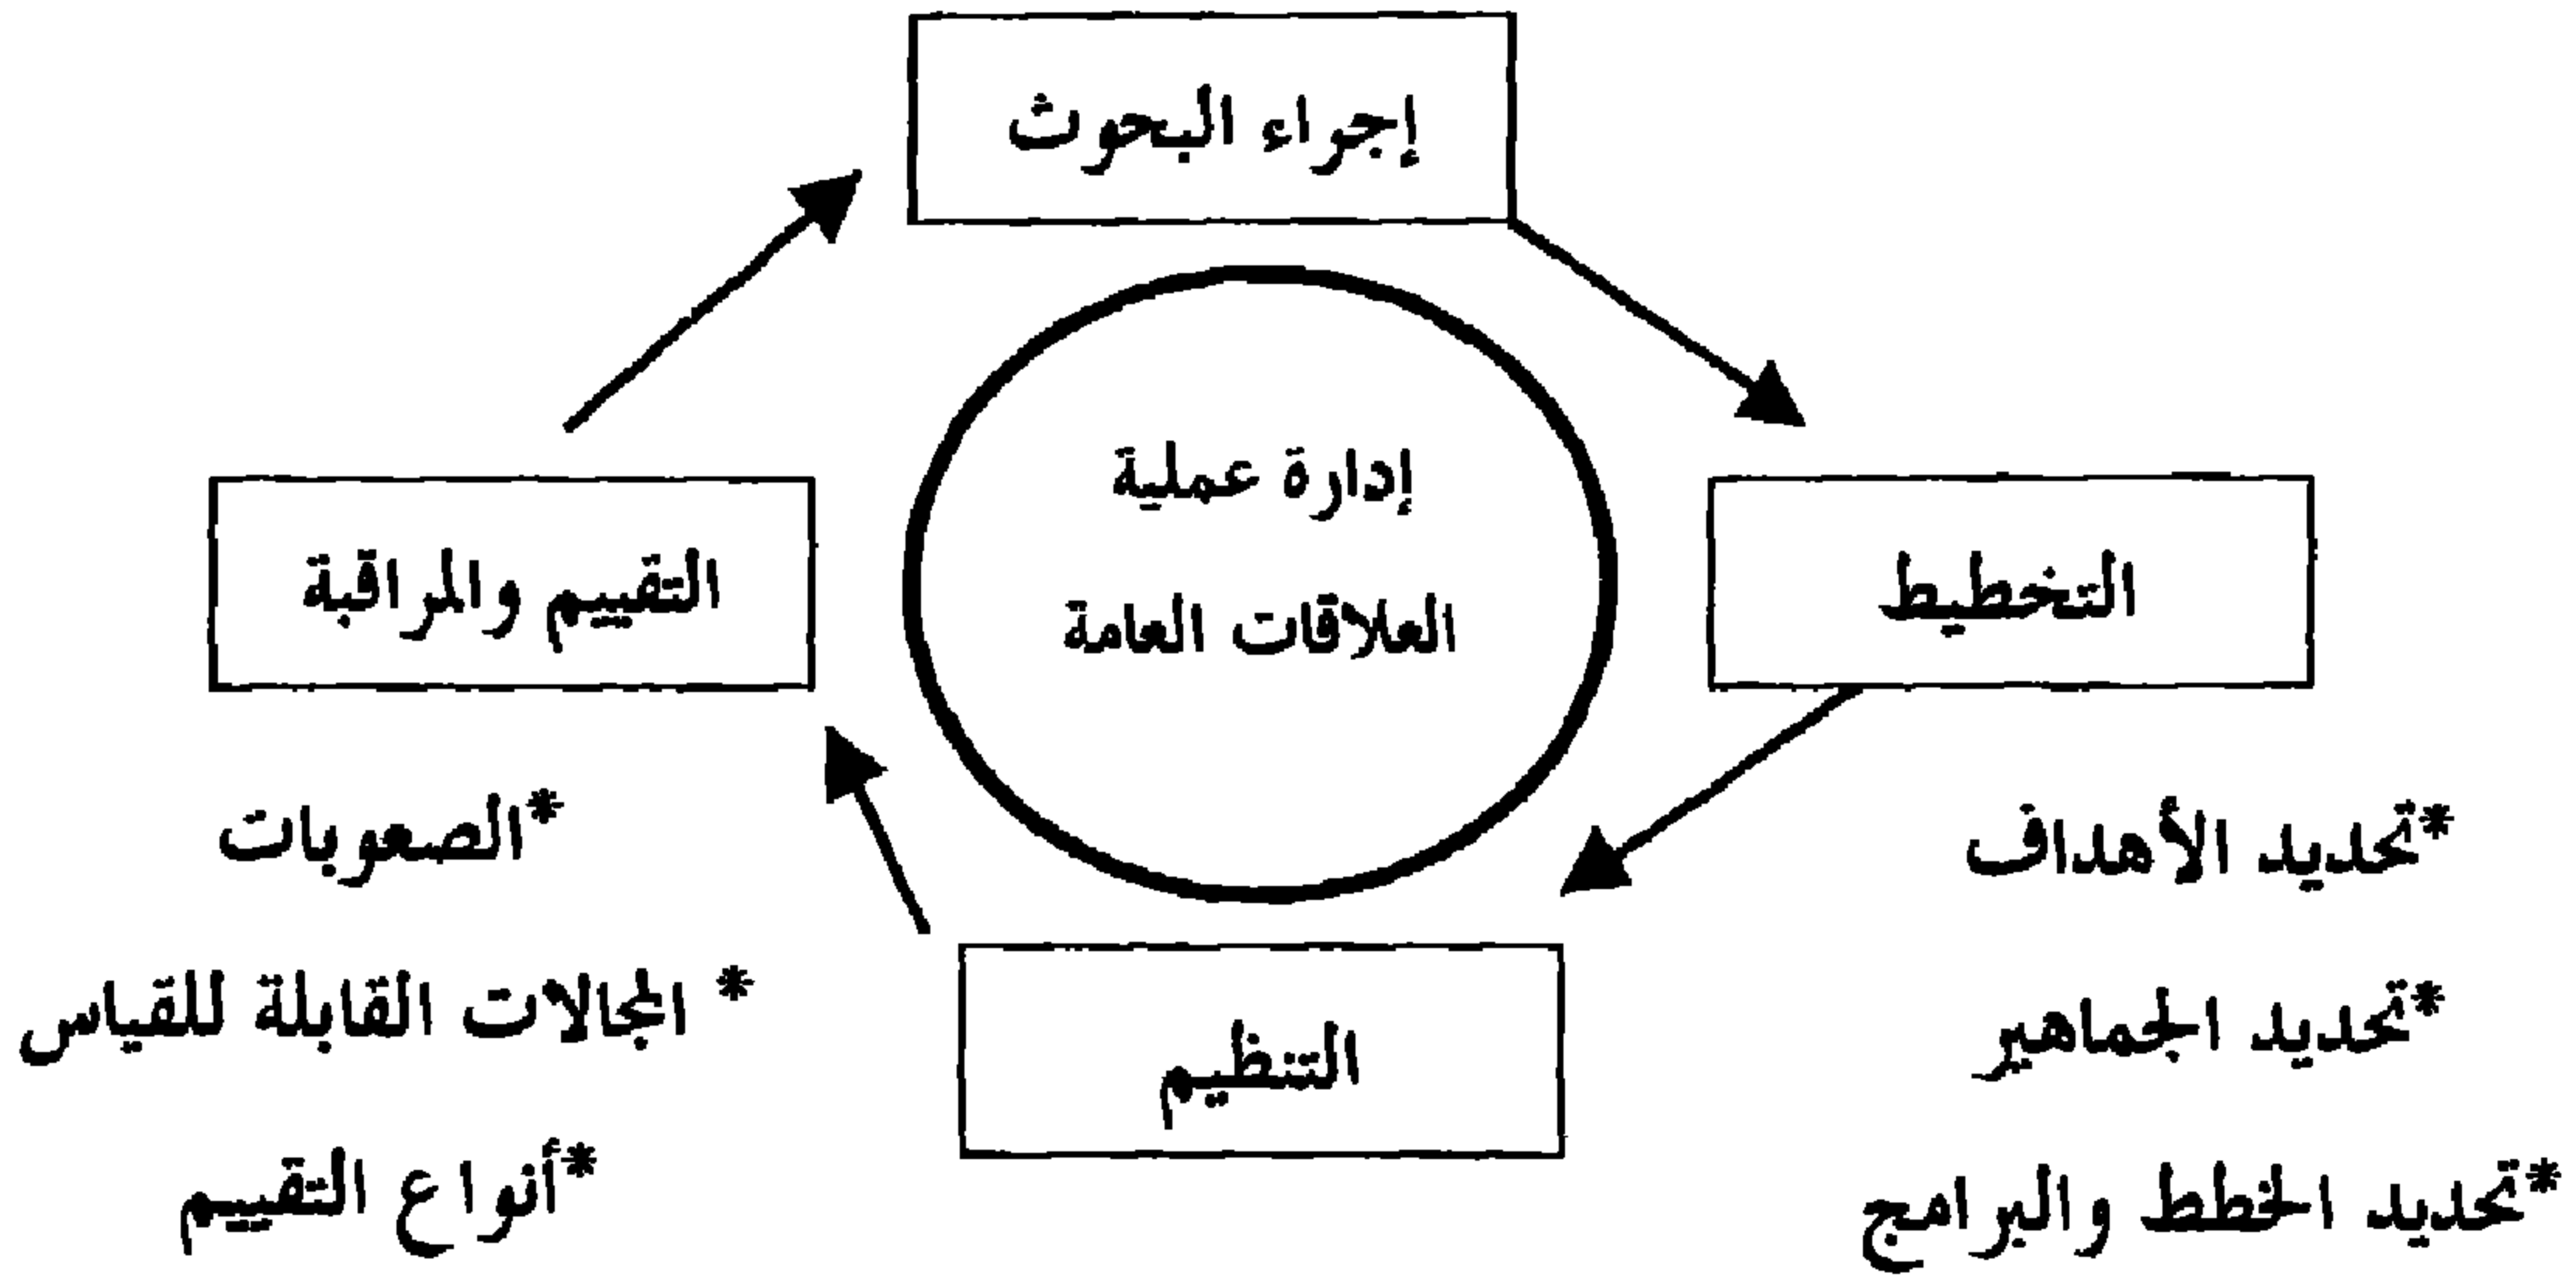 إجراء البحوث
إدارة عملية
العلاقات العامة
التخطيط
*تحديد الأهداف
*تحديد الجماهير
*تحديد الخطط والبرامج
التنظيم
التقييم والمراقبة
*الصعوبات
* المجالات القابلة للقياس
*أنواع التقييم